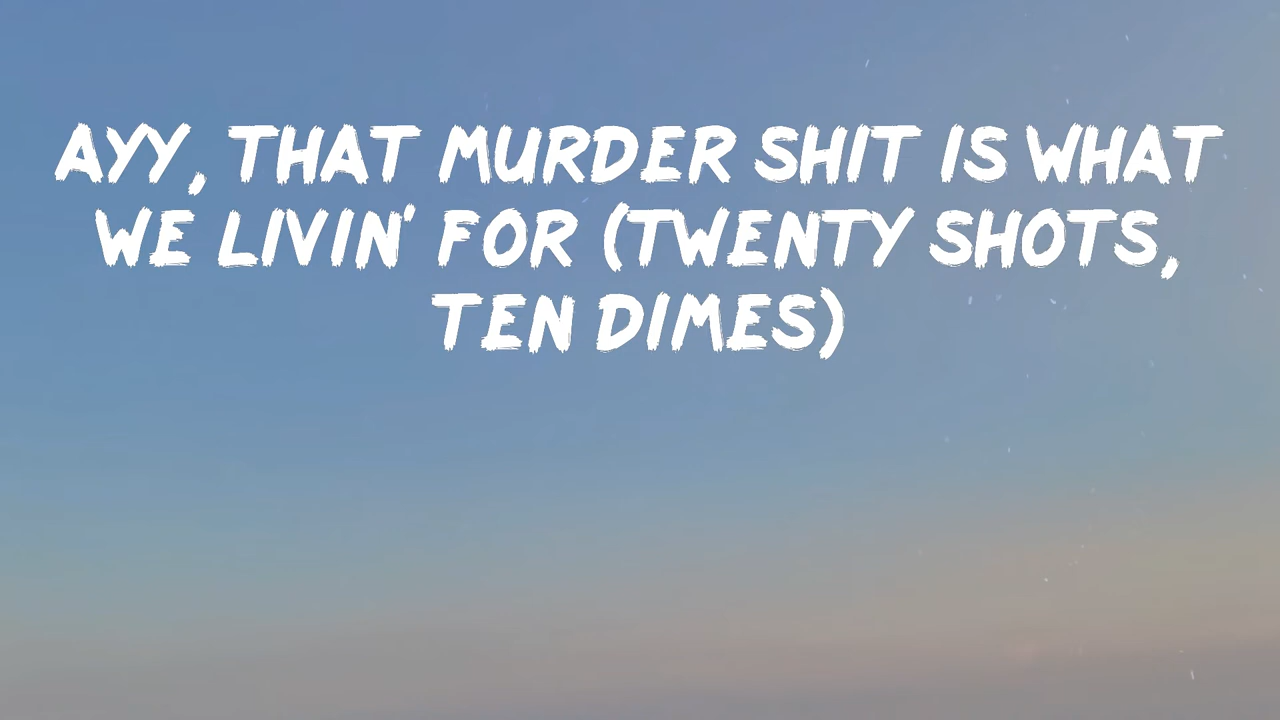 AYY, THAT MURDER SHIT IS WHAT
WE LIVIN' FOR (TWENTY SHOTS,
TEN DIMES)